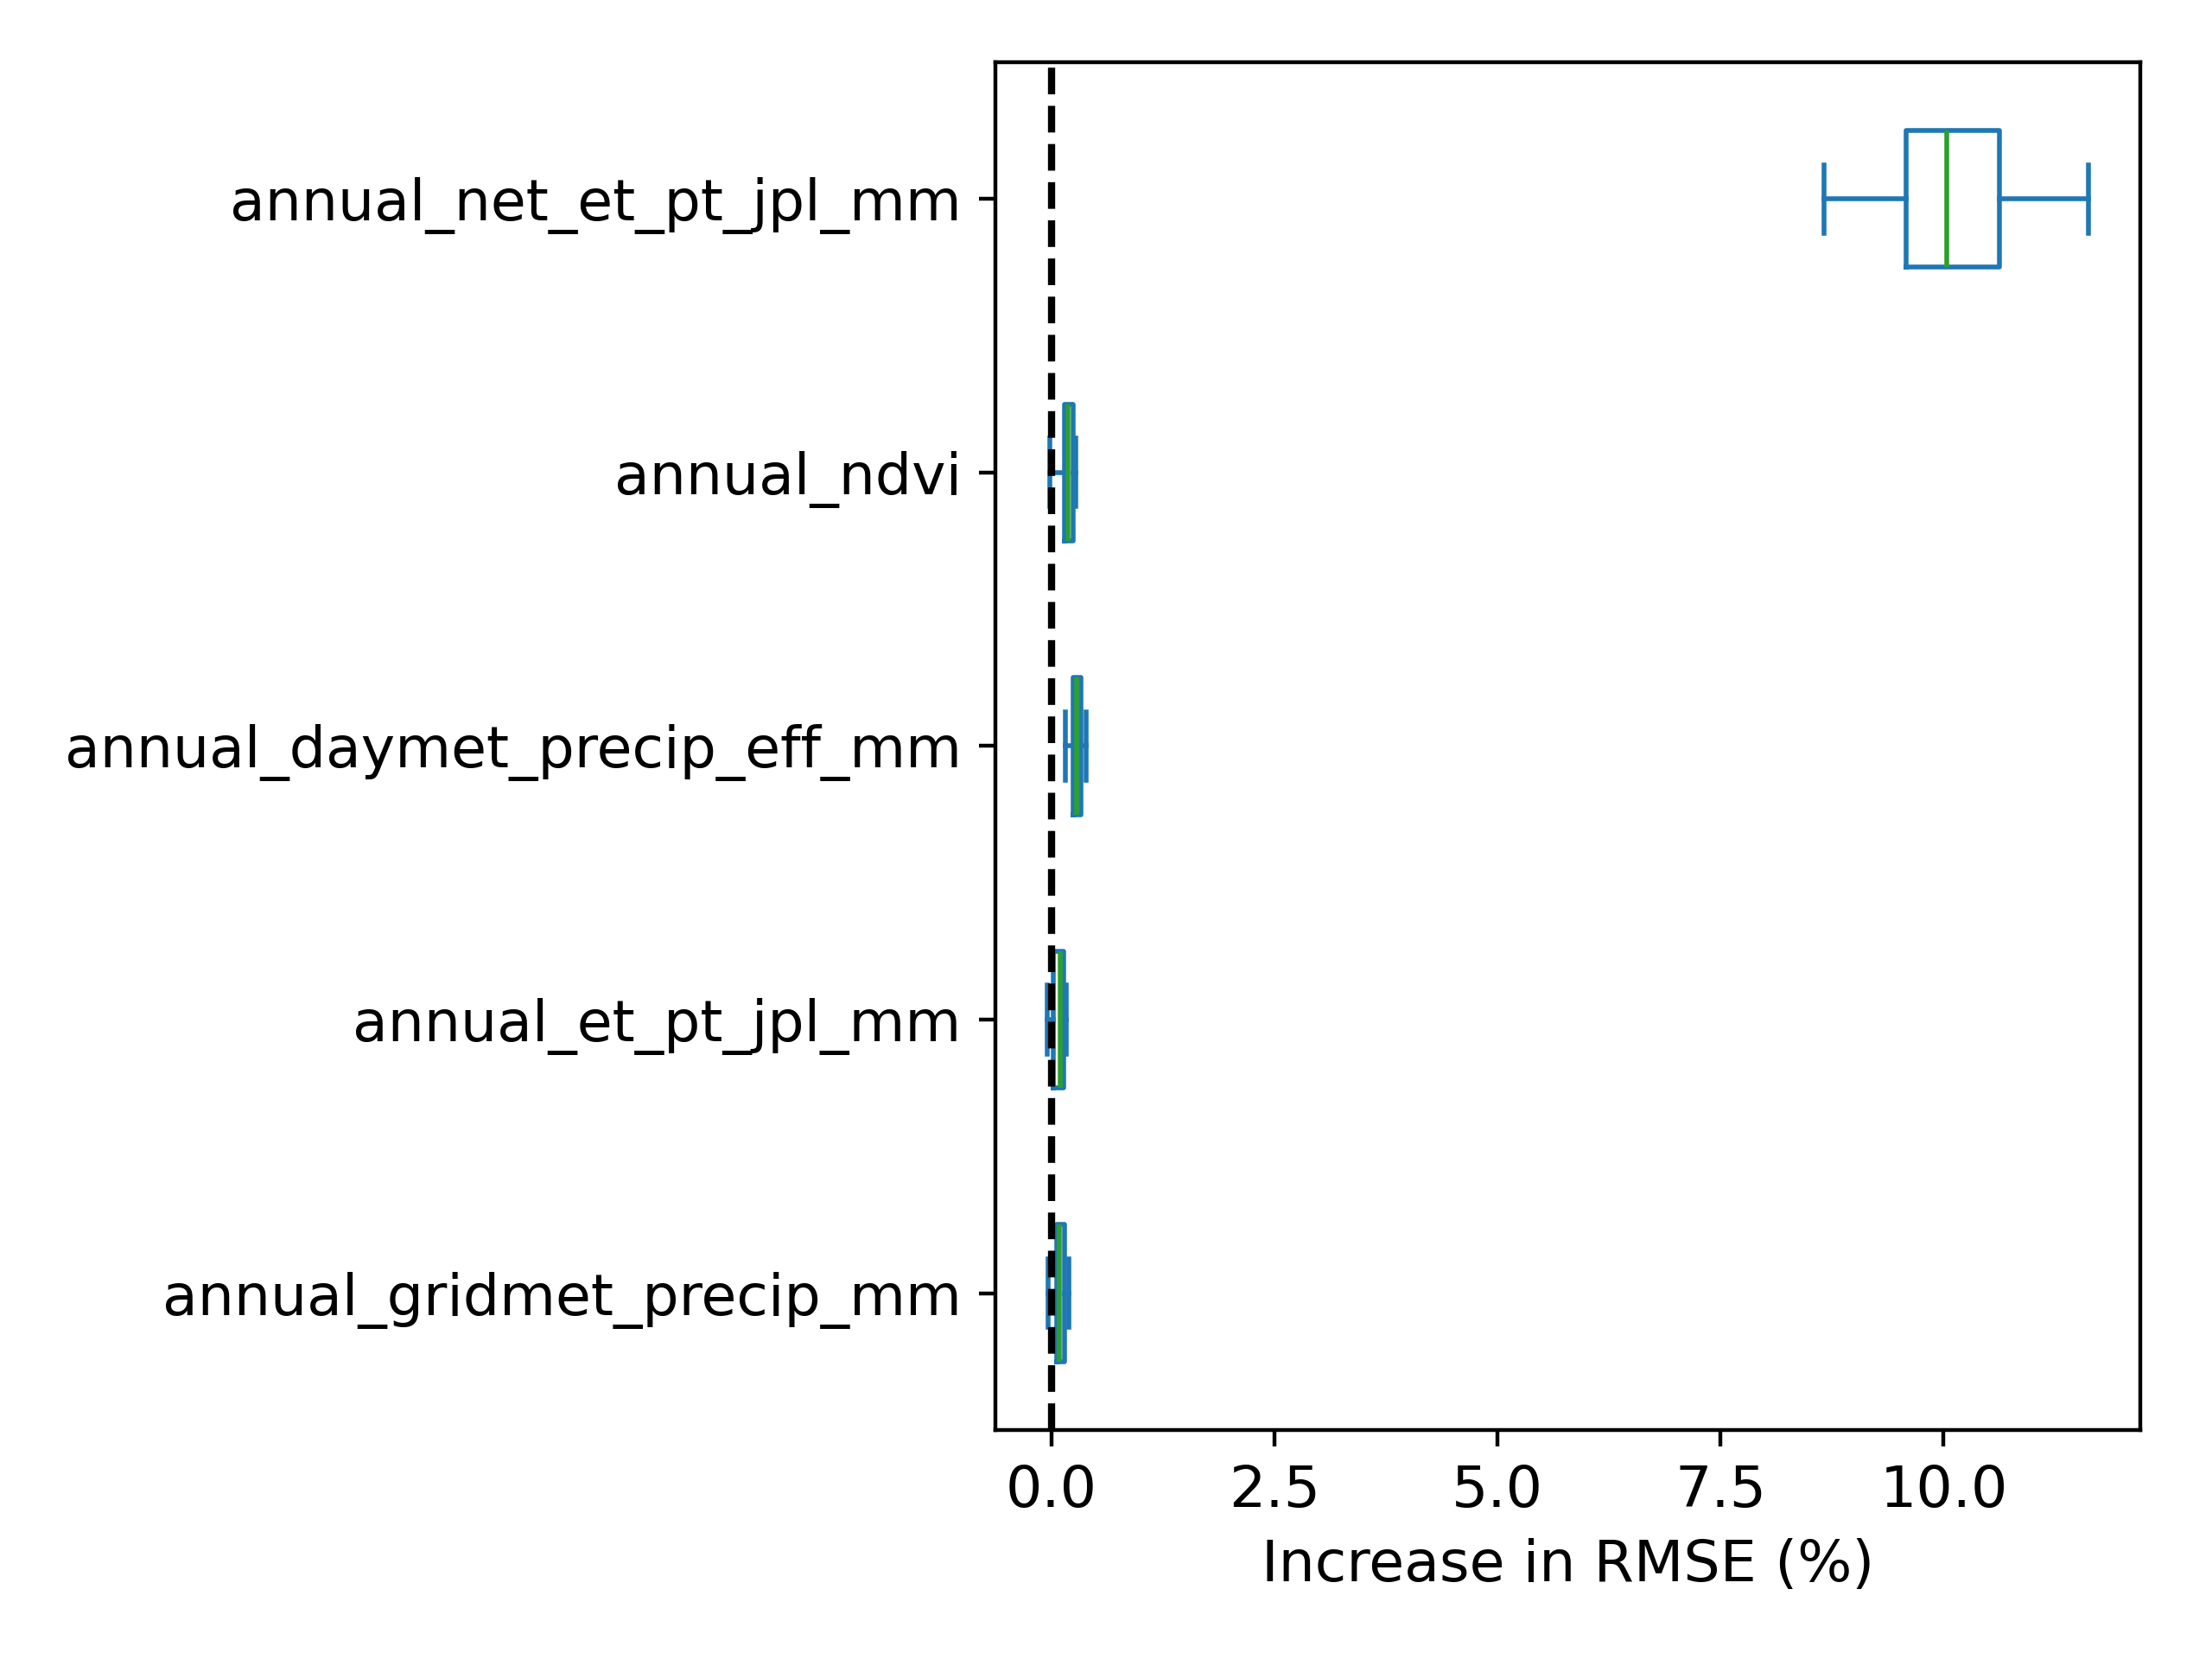 annual_net_et_pt_jpl_mm
annual_ndvi
annual_daymet_precip_eff_mm
annual_et_pt_jpl_mm
annual_gridmet_precip_mm
0.0 2.5 5.0 7.5 10.0
Increase in RMSE (%)